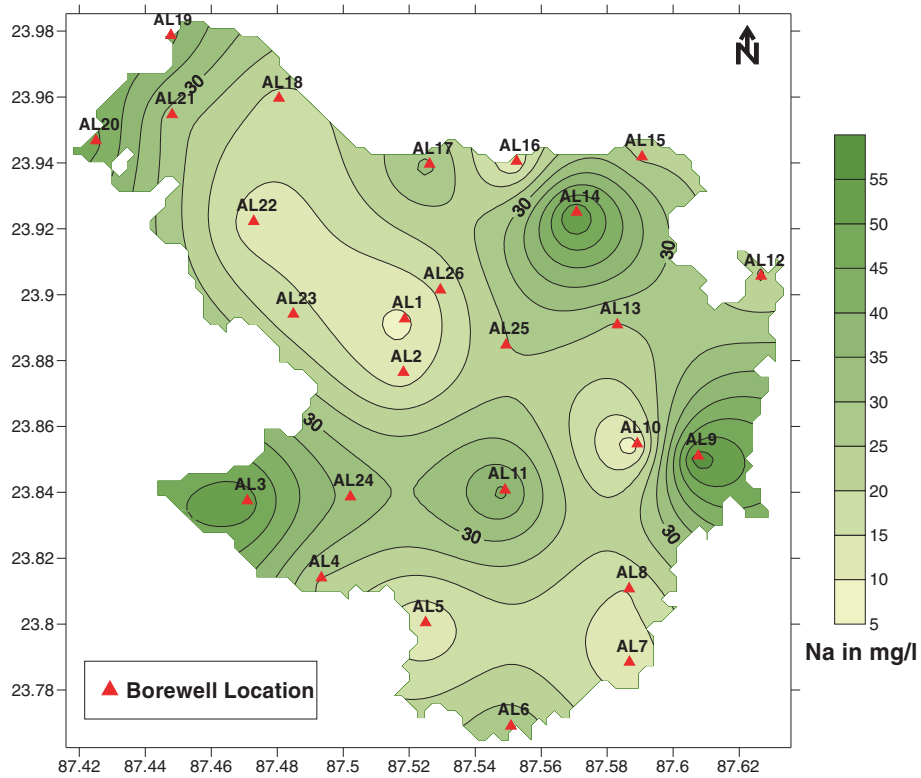 23.98
23.96
23.94
23.92
23.9
23.88
23.86
23.84
23.82
23.8
23.78
87.42 87.44 87.46 87.48 87.5 87.52 87.54 87.56 87.58 87.6 87.62
N
AL19
30
AL18
AL21
AL20
AL17
AL16
AL15
AL14
30
AL22
30
AL12
AL26
AL23
AL1
AL13
AL25
AL2
30
AL10
AL9
AL3
AL24
AL11
30
30
AL4
AL8
AL5
AL7
AL6
55
50
45
40
35
30
25
20
15
10
5
Na in mg/l
Borewell Location